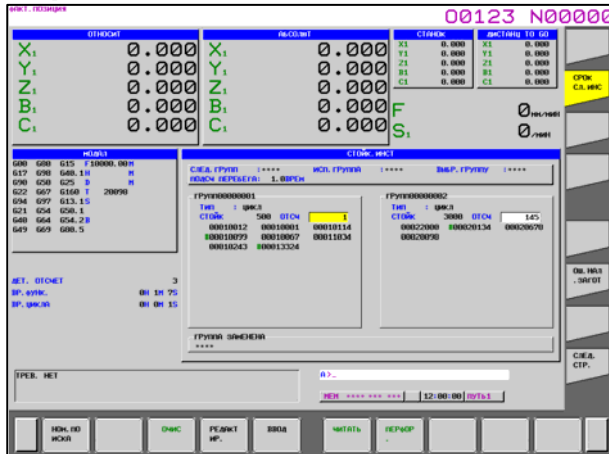 ФАКТ. ПОЗИЦИЯ
O0123 N00000
ОТНОСИТ
X1 0.000
Y1 0.000
Z1 0.000
B1 0.000
C1 0.000
АБСОЛЮТ
X1 0.000
Y1 0.000
Z1 0.000
B1 0.000
C1 0.000
СТАНОК
X1 0.000
Y1 0.000
Z1 0.000
B1 0.000
C1 0.000
ДИСТАНЦ TO GO
X1 0.000
Y1 0.000
Z1 0.000
B1 0.000
C1 0.000
F 0 ММ/МИН
S1 0 /МИН
СРОК
СЛ. ИНС
МОДАЛ
G00 G80 G15 F10000.00 M
G17 G98 G40.1 H M
G90 G50 G25 D M
G22 G67 G160 T 20090
G94 G97 G13.1 S
G21 G54 G50.1
G40 G64 G54.2 B
G49 G69 G80.5
СТОЙК. ИНСТ
СЛЕД. ГРУПП :**** ИСП. ГРУППА :**** ВЫБР. ГРУППУ :****
ПОДСЧ ПЕРЕБЕГА: 1.0ВРЕМ
ГРУПП00000001
ТИП : ЦИКЛ
СТОЙК 500 ОТСЧ 1
00010012 00010001 00010114
00010099 00010067 00011034
00010243 00013324
ГРУПП00000002
ТИП : ЦИКЛ
СТОЙК 3000 ОТСЧ 145
00022000 00020134 00020670
00020090
ГРУППА ЗАМЕНЕНА
****
ДЕТ. ОТСЧЕТ 3
ВР. ФУНК. 0H 1M 7S
ВР. ЦИКЛА 0H 0M 1S
ОШ. НАЛ
. ЗАГОТ
СЛЕД.
СТР.
ТРЕВ. НЕТ
A>_
MEM **** *** *** 12:00:00 ПУТЬ1
НОМ. ПО
ИСКА
ОЧИС
РЕДАКТ
ИР.
ВВОД
ЧИТАТЬ
ПЕРФОР
.